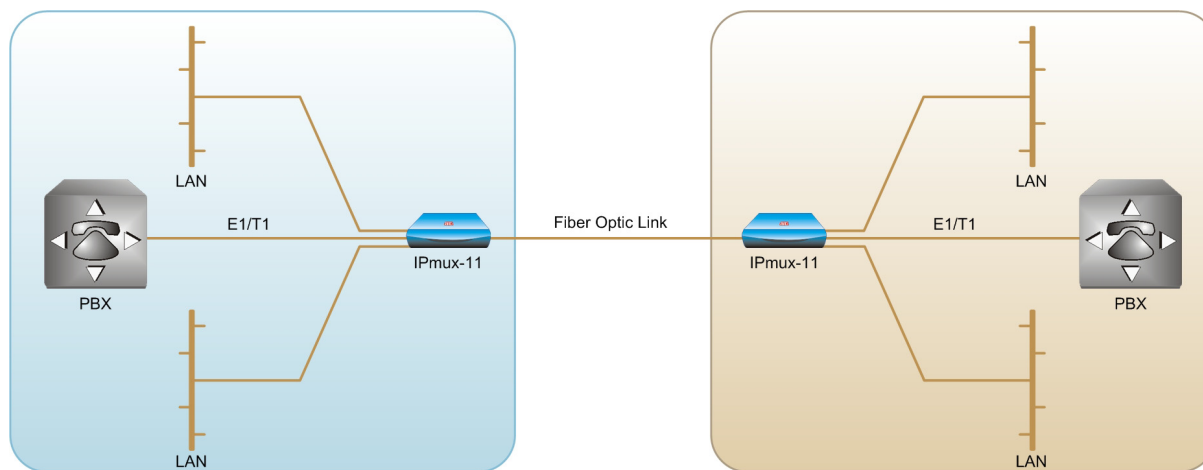 LAN
LAN
E1/T1
Fiber Optic Link
E1/T1
IPmux-11
IPmux-11
PBX
PBX
LAN
LAN